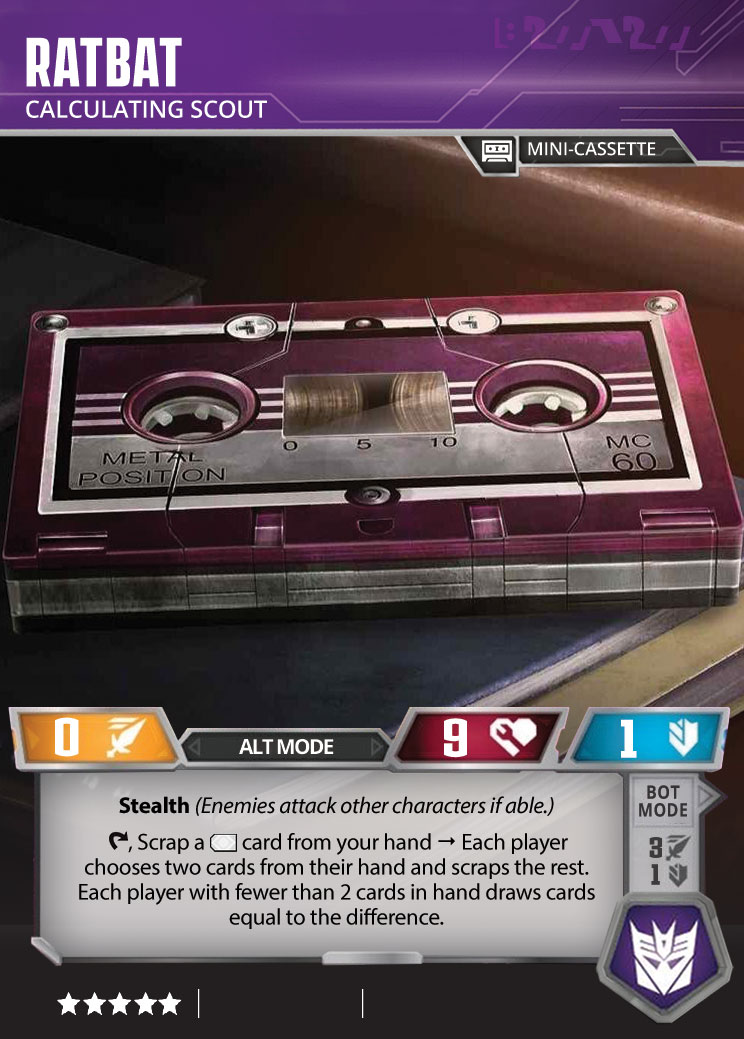 RATBAT
CALCULATING SCOUT
MINI-CASSETTE
METAL
POSITION
0 5 10
MC
60
0
ALT MODE
9
1
Stealth (Enemies attack other characters if able.)
, Scrap a card from your hand → Each player
chooses two cards from their hand and scraps the rest.
Each player with fewer than 2 cards in hand draws cards
equal to the difference.
BOT
MODE
3
1